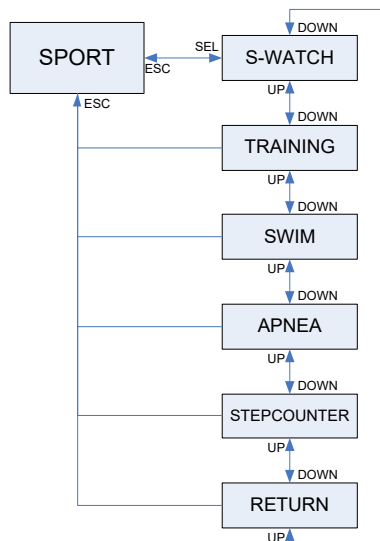 DOWN
SPORT
SEL
ESC
S-WATCH
ESC
UP
DOWN
TRAINING
UP
DOWN
SWIM
UP
DOWN
APNEA
UP
DOWN
STEPCOUNTER
UP
DOWN
RETURN
UP